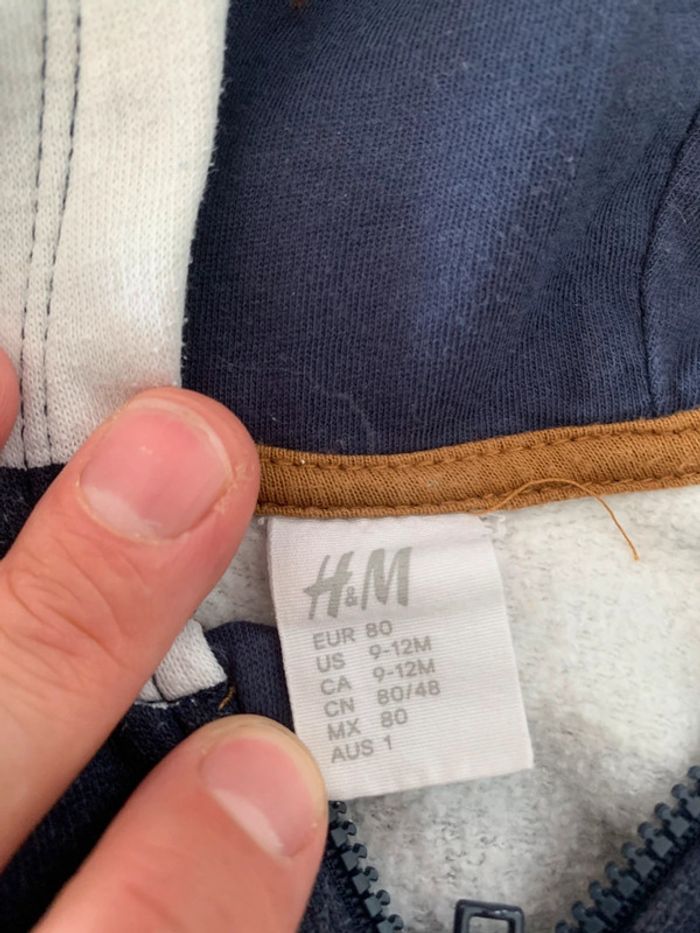 H&M
EUR 80
US 9-12M
CA 9-12M
CN 80/48
MX 80
AUS 1